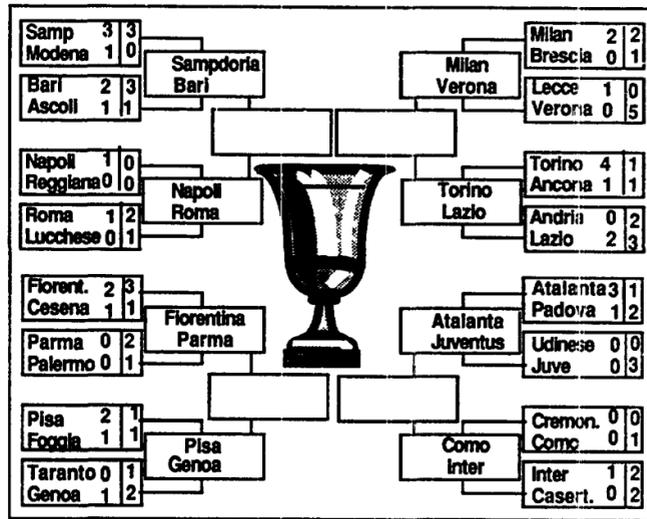 Samp 3 3
Modena 1 0
Bari 2 3
Ascoli 1 1
Sampdoria
Bari
Napoli 1 0
Reggiana 0 0
Roma 1 2
Lucchese 0 1
Napoli
Roma
Fiorent. 2 3
Cesena 1 1
Parma 0 2
Palermo 0 1
Fiorentina
Parma
Pisa 2 1
Foggia 1 1
Taranto 0 1
Genoa 1 2
Pisa
Genoa
Milan
Verona
Milan 2 2
Brescia 0 1
Lecce 1 0
Verona 0 5
Torino
Lazio
Torino 4 1
Ancona 1 1
Andria 0 2
Lazio 2 3
Atalanta
Juventus
Atalanta 3 1
Padova 1 2
Udinese 0 0
Juve 0 3
Como
Inter
Cremon. 0 0
Como 0 1
Inter 1 2
Casert. 0 2